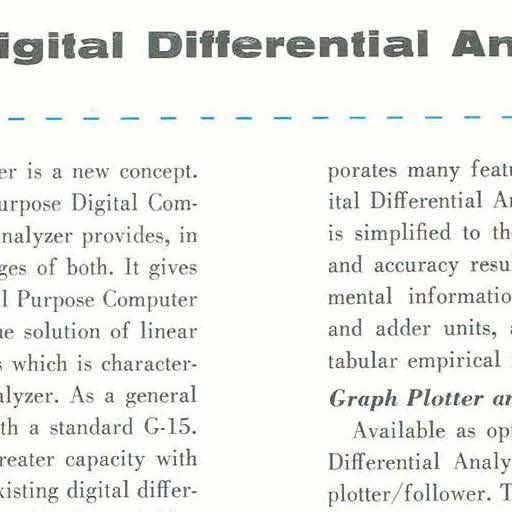 igital Differential An
er is a new concept.
urpose Digital Com-
nalyzer provides, in
ges of both. It gives
l Purpose Computer
e solution of linear
s which is character-
alyzer. As a general
th a standard G-15.
reater capacity with
xisting digital differ-
porates many featu
ital Differential An
is simplified to th
and accuracy resu
mental informatio
and adder units, a
tabular empirical
Graph Plotter an
Available as opt
Differential Analy
plotter/follower. T